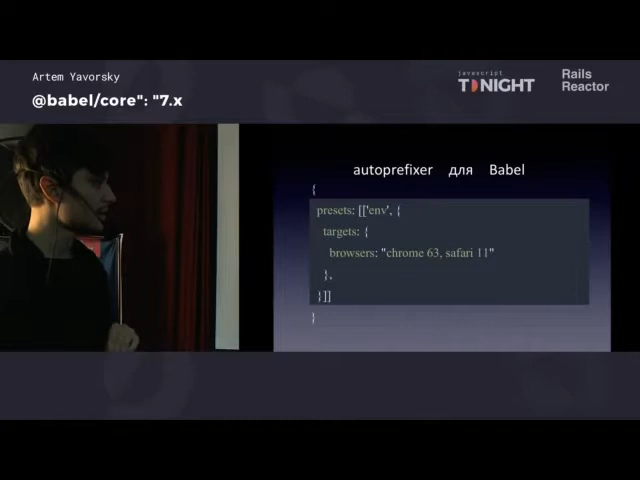 Artem Yavorsky
@babel/core": "7.x
javascript
TONIGHT
Rails
Reactor
autoprefixer для Babel
{
presets: [['env', {
targets: {
browsers: "chrome 63, safari 11"
},
}]]
}